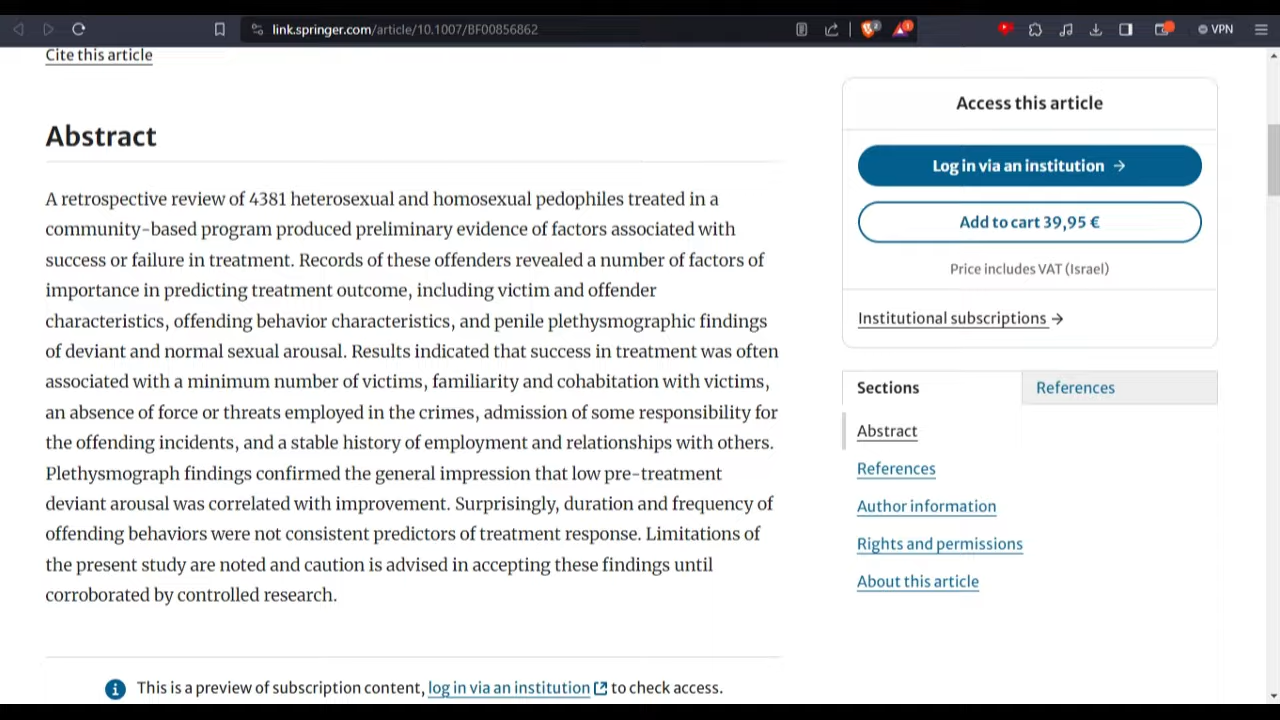 link.springer.com/article/10.1007/BF00856862
2
1
VPN
Cite this article
Abstract
A retrospective review of 4381 heterosexual and homosexual pedophiles treated in a
community-based program produced preliminary evidence of factors associated with
success or failure in treatment. Records of these offenders revealed a number of factors of
importance in predicting treatment outcome, including victim and offender
characteristics, offending behavior characteristics, and penile plethysmographic findings
of deviant and normal sexual arousal. Results indicated that success in treatment was often
associated with a minimum number of victims, familiarity and cohabitation with victims,
an absence of force or threats employed in the crimes, admission of some responsibility for
the offending incidents, and a stable history of employment and relationships with others.
Plethysmograph findings confirmed the general impression that low pre-treatment
deviant arousal was correlated with improvement. Surprisingly, duration and frequency of
offending behaviors were not consistent predictors of treatment response. Limitations of
the present study are noted and caution is advised in accepting these findings until
corroborated by controlled research.
This is a preview of subscription content, log in via an institution to check access.
Access this article
Log in via an institution →
Add to cart 39,95 €
Price includes VAT (Israel)
Institutional subscriptions →
Sections
References
Abstract
References
Author information
Rights and permissions
About this article